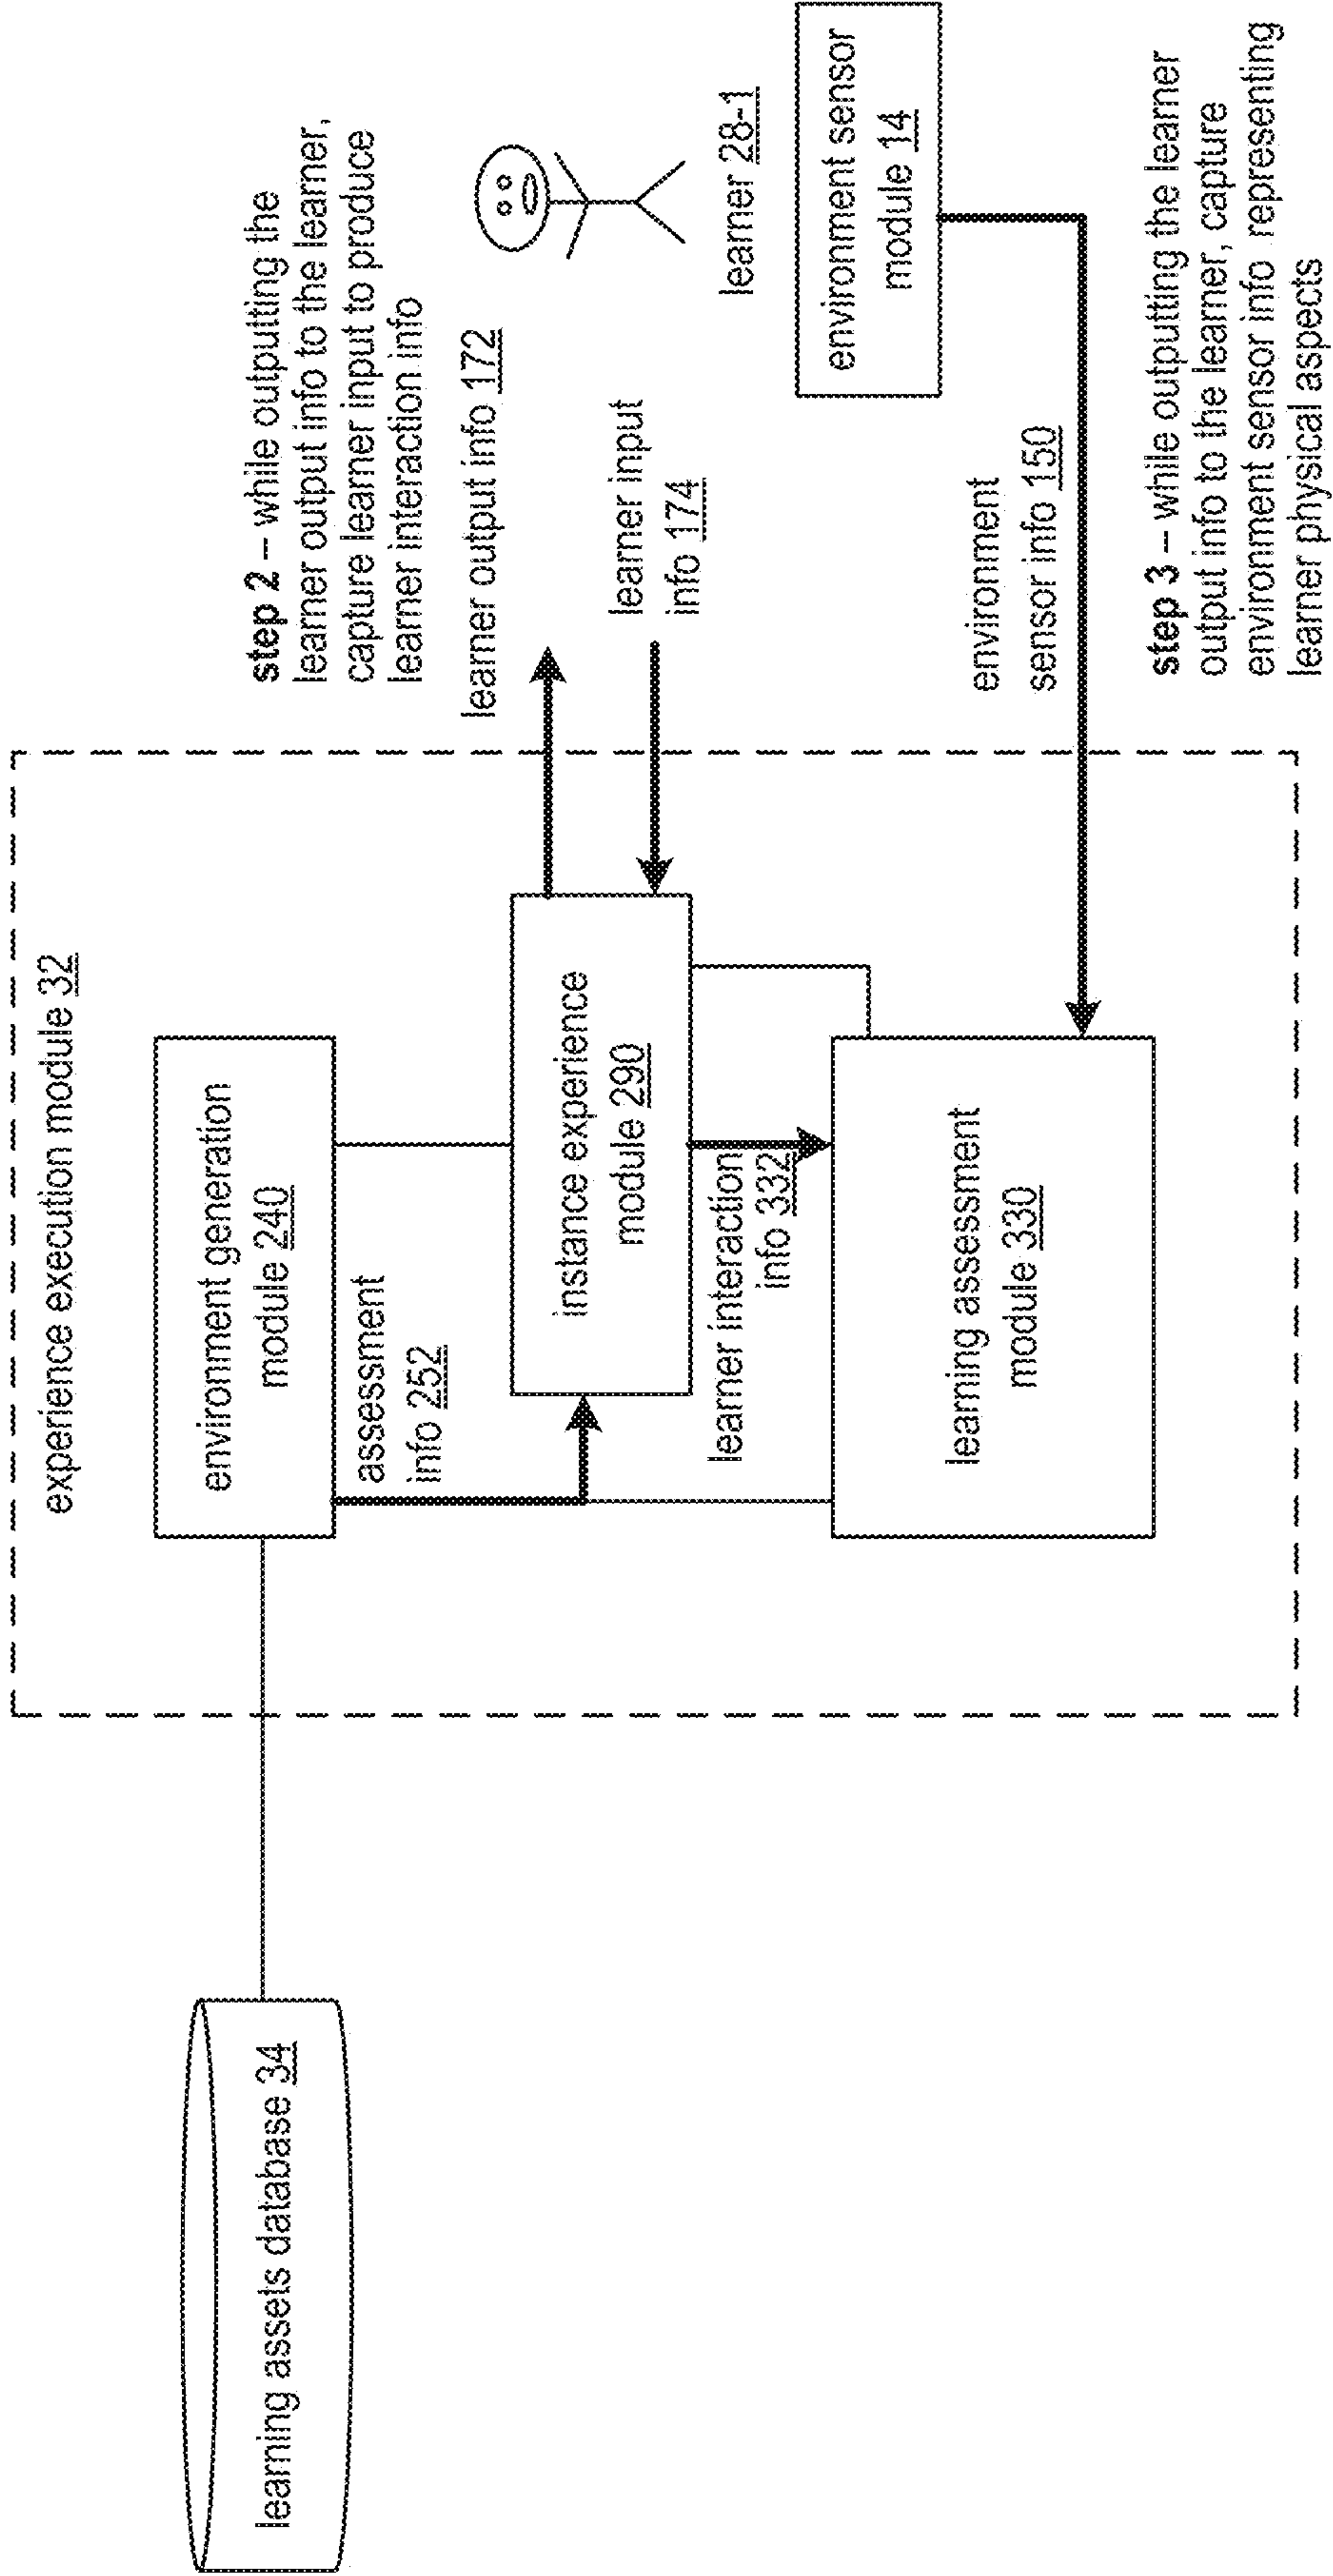 learning assets database 34
experience execution module 32
environment generation
module 240
assessment
info 252
instance experience
module 290
learner interaction
info 332
learning assessment
module 330
step 2 – while outputting the
learner output info to the learner,
capture learner input to produce
learner interaction info
learner output info 172
learner input
info 174
learner 28-1
environment sensor
module 14
environment
sensor info 150
step 3 – while outputting the learner
output info to the learner, capture
environment sensor info representing
learner physical aspects